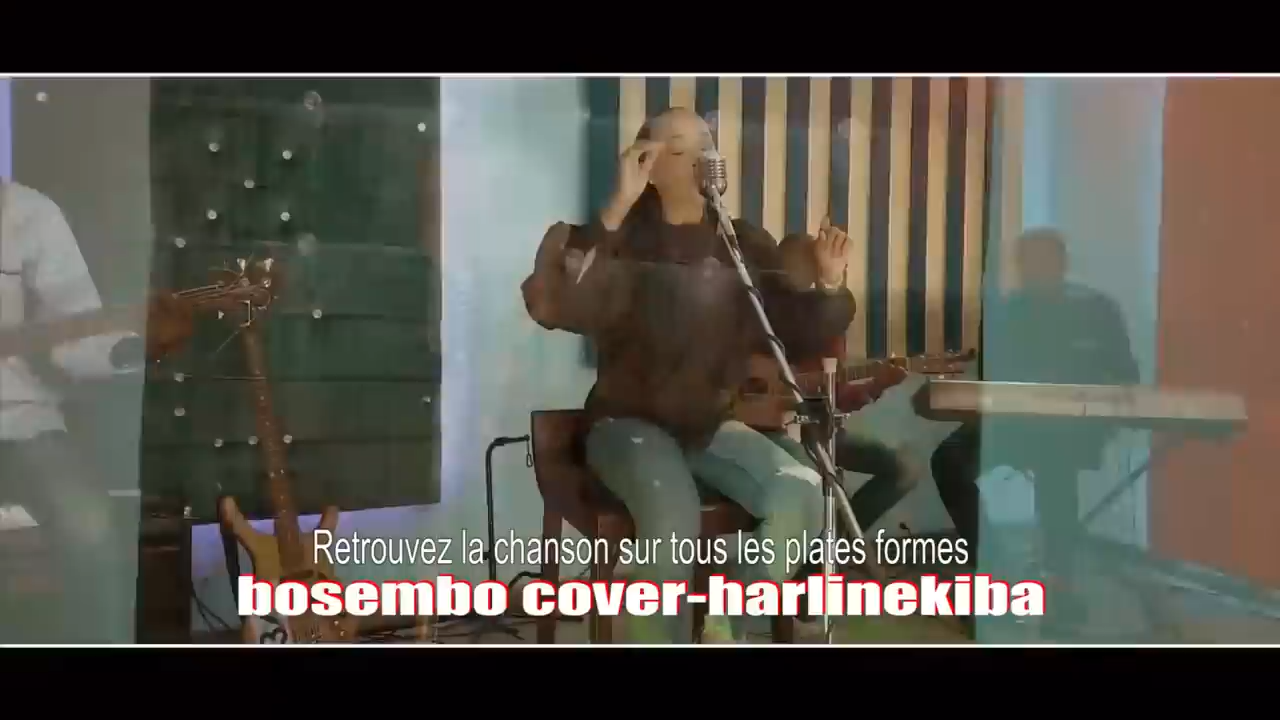 Retrouvez la chanson sur tous les plates formes
bosembo cover-harlinekiba